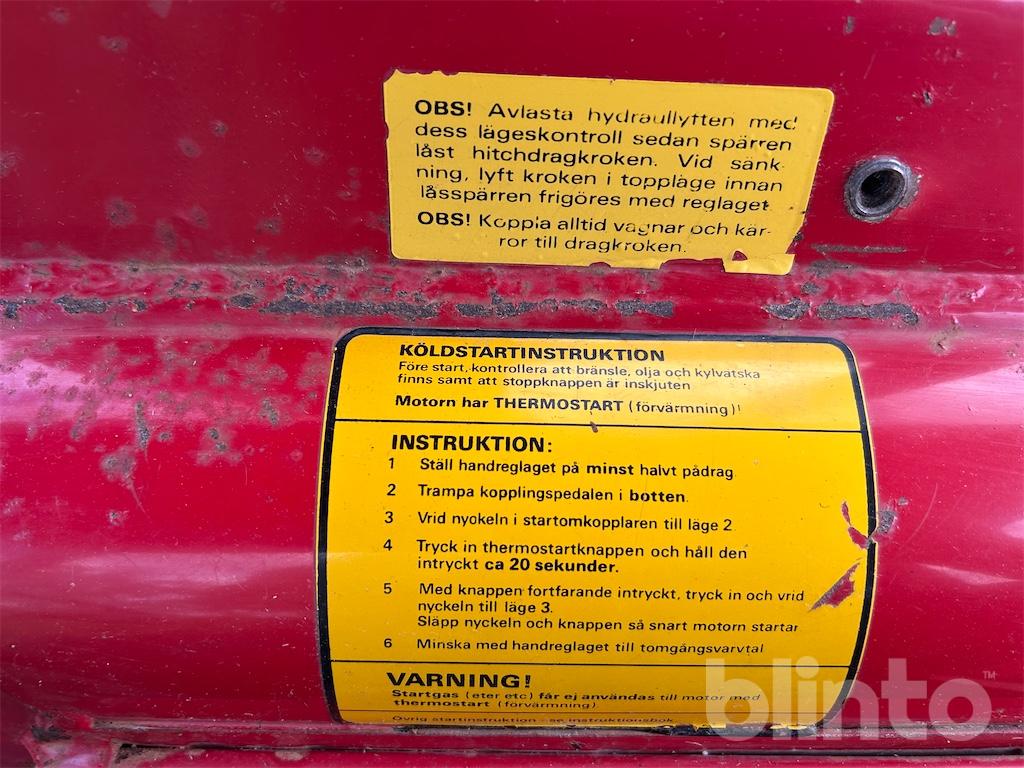 OBS! Avlasta hydraullyften med
dess lägeskontroll sedan spärren
låst hitchdragkroken. Vid sänk-
ning, lyft kroken i toppläge innan
låsspärren frigöres med reglaget.
OBS! Koppla alltid vagnar och kär-
ror till dragkroken.
KÖLDSTARTINSTRUKTION
Före start, kontrollera att bränsle, olja och kylvätska
finns samt att stoppknappen är inskjuten
Motorn har THERMOSTART (förvärmning)!
INSTRUKTION:
1 Ställ handreglaget på minst halvt pådrag.
2 Trampa kopplingspedalen i botten.
3 Vrid nyckeln i startomkopplaren till läge 2.
4 Tryck in thermostartknappen och håll den
intryckt ca 20 sekunder.
5 Med knappen fortfarande intryckt, tryck in och vrid
nyckeln till läge 3.
Släpp nyckeln och knappen så snart motorn startar
6 Minska med handreglaget till tomgångsvarvtal
VARNING!
Startgas (eter etc) får ej användas till motor med
thermostart (förvärmning).
Övrig startinstruktion - se instruktionsbok
blinto™